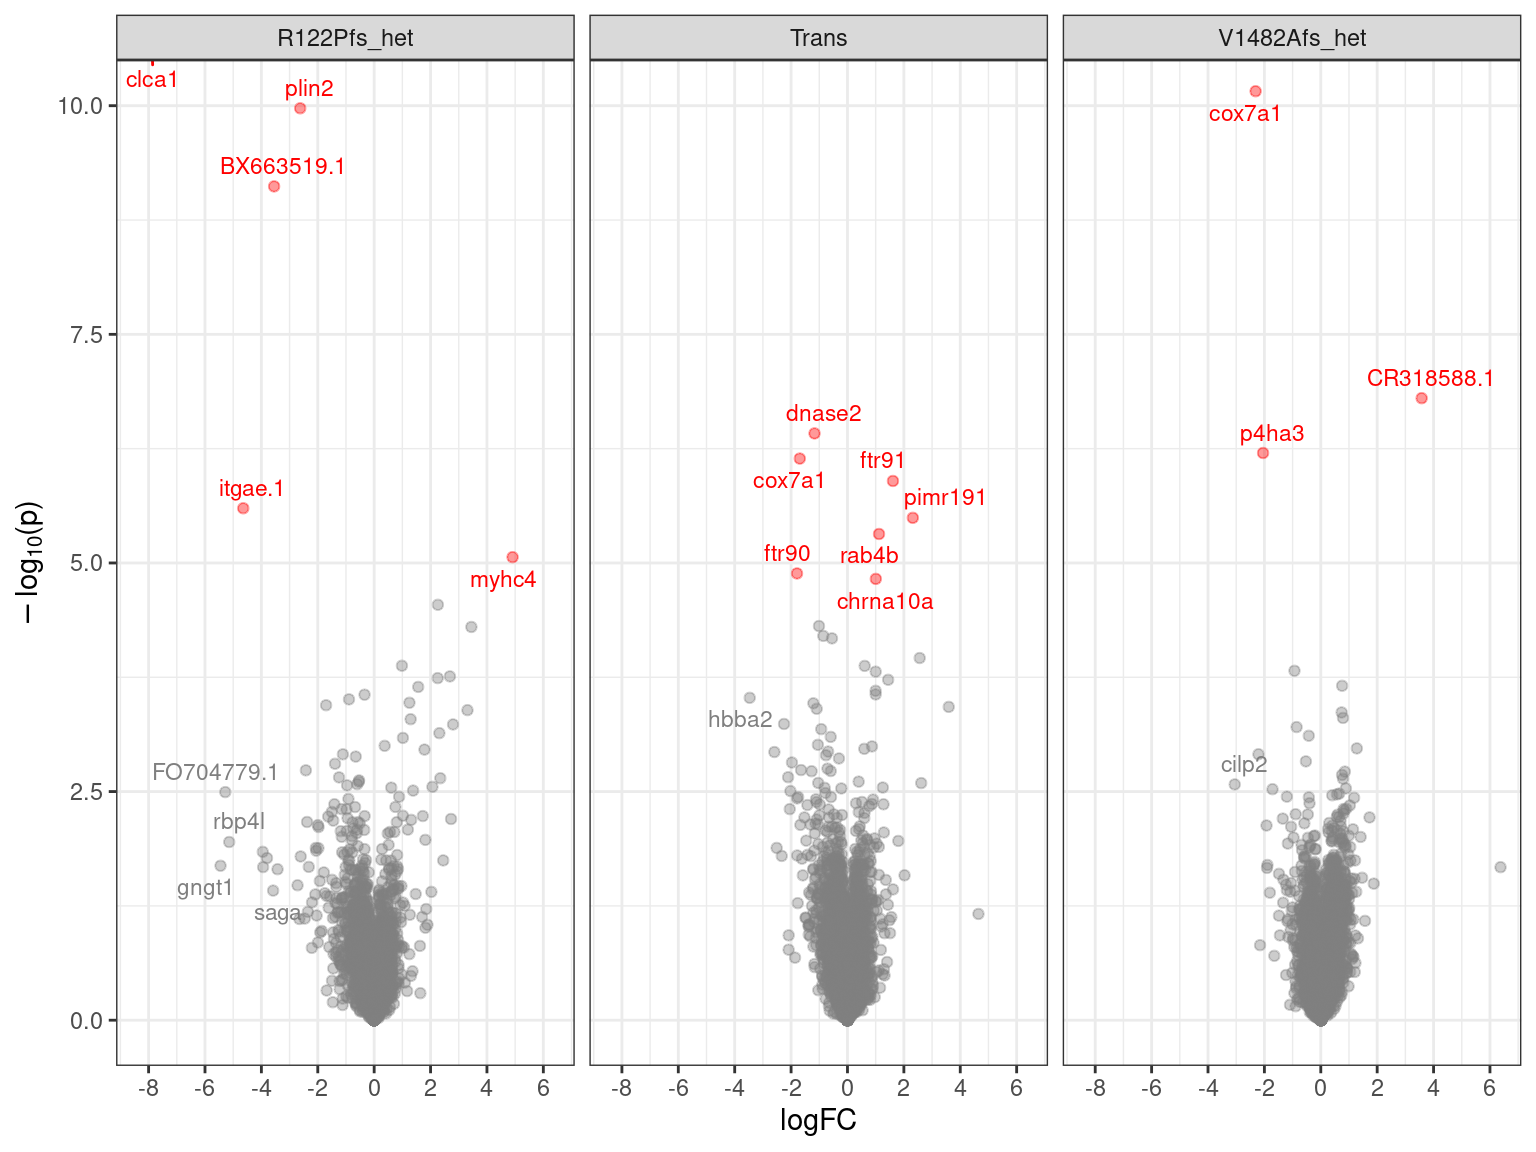 R122Pfs_het
Trans
V1482Afs_het
clca1
plin2
BX663519.1
itgae.1
myhc4
FO704779.1
rbp4l
gngt1
saga
dnase2
cox7a1
ftr91
pimr191
rab4b
ftr90
chrna10a
hbba2
cox7a1
CR318588.1
p4ha3
cilp2
10.0
7.5
5.0
2.5
0.0
− log10(p)
-8 -6 -4 -2 0 2 4 6
-8 -6 -4 -2 0 2 4 6
-8 -6 -4 -2 0 2 4 6
logFC